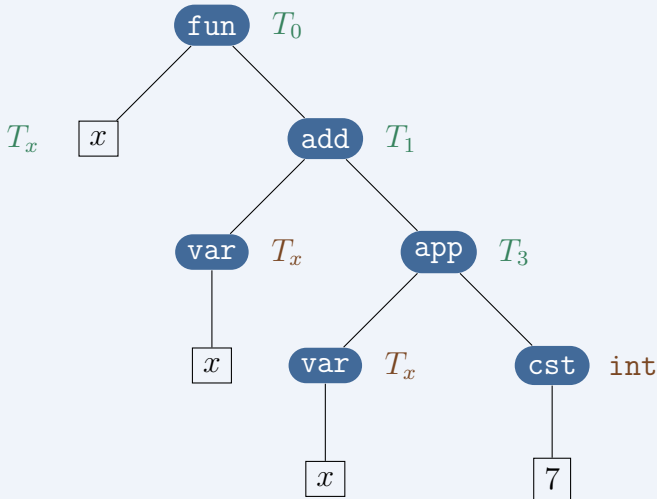 fun T₀
Tₓ x add T₁
var Tₓ app T₃
x var Tₓ cst int
x 7